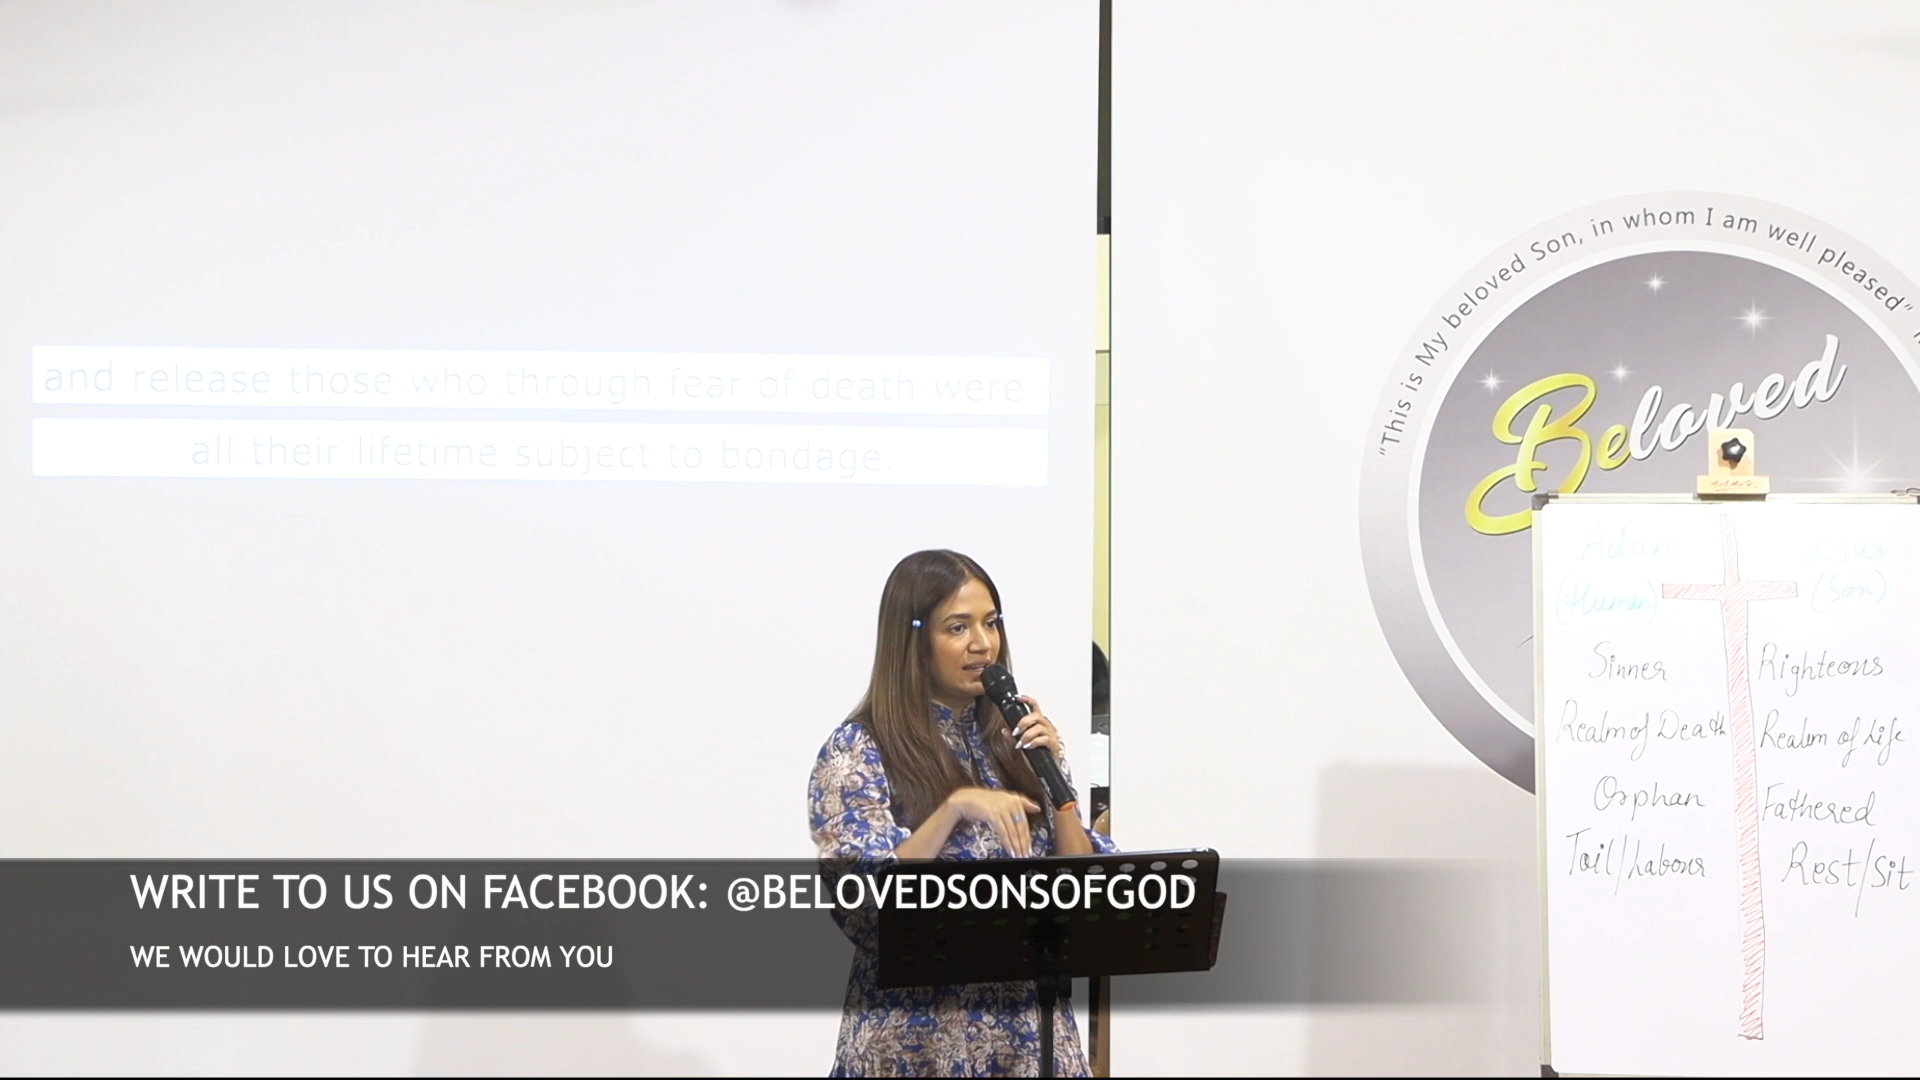 and release those who through fear of death were
all their lifetime subject to bondage.
"This is My beloved Son, in whom I am well pleased"
Beloved
Adam
(Human)
(Son)
Sinner
Righteous
Realm of Death
Realm of Life
Orphan
Fathered
Toil/Labour
Rest/Sit
WRITE TO US ON FACEBOOK: @BELOVEDSONSOFGOD
WE WOULD LOVE TO HEAR FROM YOU